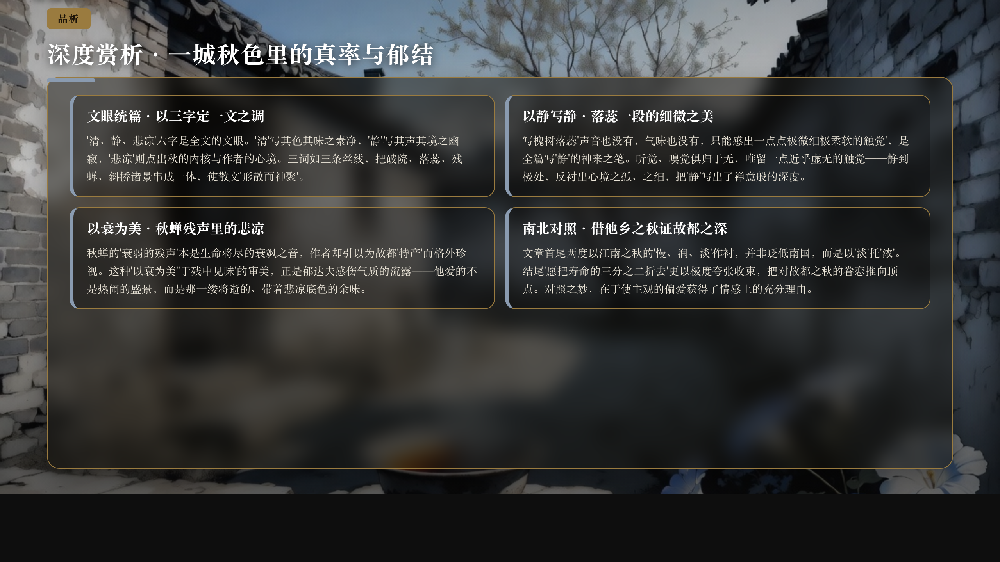 品析
深度赏析 · 一城秋色里的真率与郁结
文眼统篇 · 以三字定一文之调
'清、静、悲凉'六字是全文的文眼。'清'写其色其味之素净，'静'写其声其境之幽
寂，'悲凉'则点出秋的内核与作者的心境。三词如三条丝线，把破院、落蕊、残
蝉、斜桥诸景串成一体，使散文'形散而神聚'。
以静写静 · 落蕊一段的细微之美
写槐树落蕊'声音也没有，气味也没有，只能感出一点点极微细极柔软的触觉'，是
全篇写'静'的神来之笔。听觉、嗅觉俱归于无，唯留一点近乎虚无的触觉——静到
极处，反衬出心境之孤、之细，把'静'写出了禅意般的深度。
以衰为美 · 秋蝉残声里的悲凉
秋蝉的'衰弱的残声'本是生命将尽的衰飒之音，作者却引以为故都'特产'而格外珍
视。这种'以衰为美''于残中见味'的审美，正是郁达夫感伤气质的流露——他爱的不
是热闹的盛景，而是那一缕将逝的、带着悲凉底色的余味。
南北对照 · 借他乡之秋证故都之深
文章首尾两度以江南之秋的'慢、润、淡'作衬，并非贬低南国，而是以'淡'托'浓'。
结尾'愿把寿命的三分之二折去'更以极度夸张收束，把对故都之秋的眷恋推向顶
点。对照之妙，在于使主观的偏爱获得了情感上的充分理由。